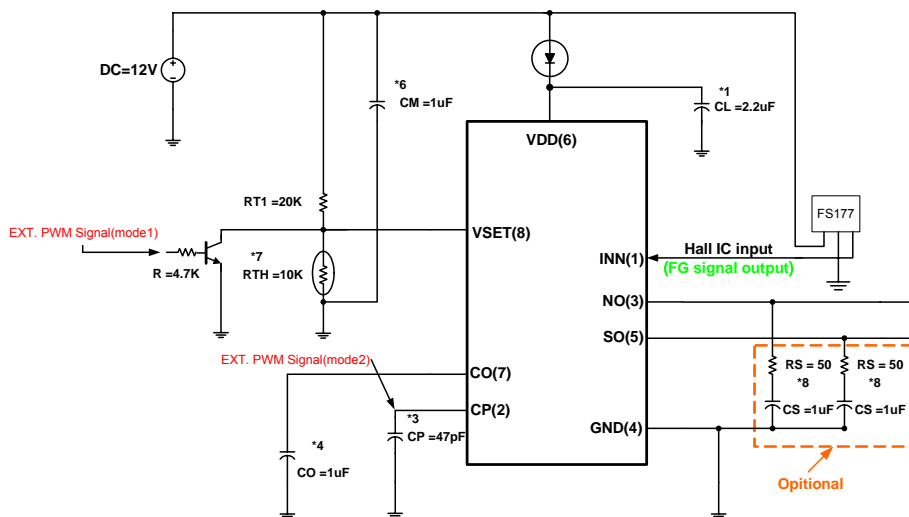 DC=12V
*6
CM =1uF
*1
CL =2.2uF
VDD(6)
RT1 =20K
FS177
EXT. PWM Signal(mode1)
VSET(8)
R =4.7K
*7
RTH =10K
INN(1)
Hall IC input
(FG signal output)
NO(3)
SO(5)
EXT. PWM Signal(mode2)
CO(7)
CP(2)
RS = 50
*8
CS =1uF
RS = 50
*8
CS =1uF
*3
CP =47pF
GND(4)
*4
CO =1uF
Opitional